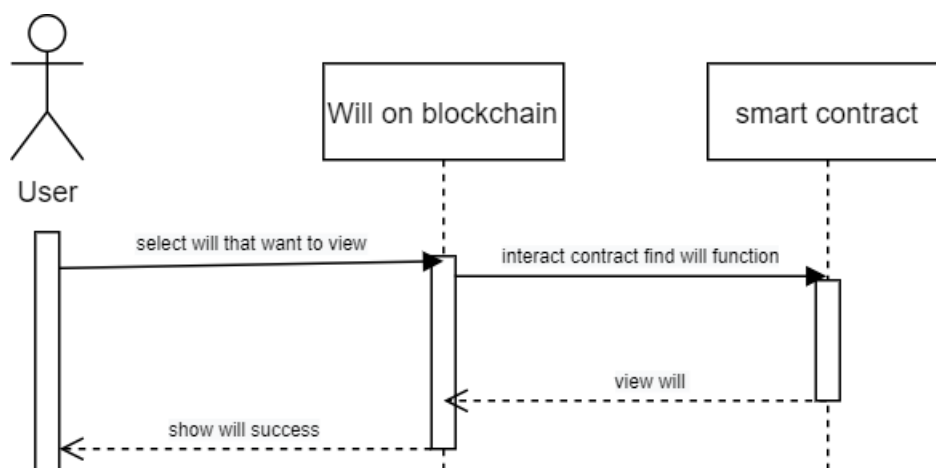 Will on blockchain
smart contract
User
select will that want to view
interact contract find will function
view will
show will success